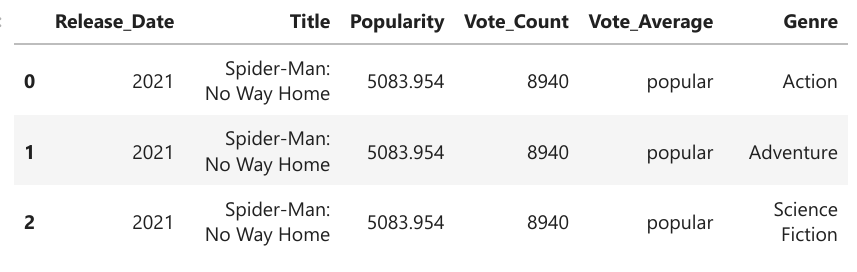 Release_Date Title Popularity Vote_Count Vote_Average Genre
0 2021 Spider-Man: No Way Home 5083.954 8940 popular Action
1 2021 Spider-Man: No Way Home 5083.954 8940 popular Adventure
2 2021 Spider-Man: No Way Home 5083.954 8940 popular Science Fiction